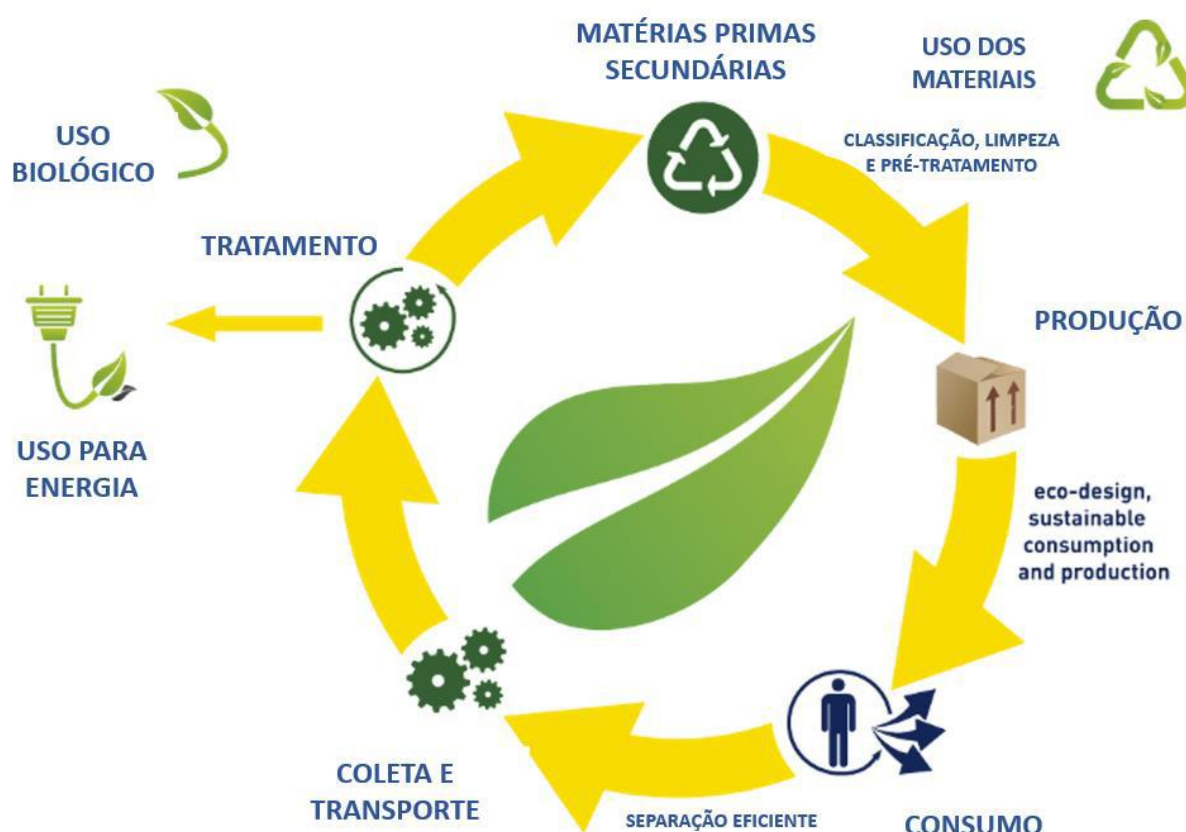 MATÉRIAS PRIMAS
SECUNDÁRIAS
USO DOS
MATERIAIS
CLASSIFICAÇÃO, LIMPEZA
E PRÉ-TRATAMENTO
USO
BIOLÓGICO
TRATAMENTO
PRODUÇÃO
USO PARA
ENERGIA
eco-design,
sustainable
consumption
and production
COLETA E
TRANSPORTE
SEPARAÇÃO EFICIENTE
CONSUMO